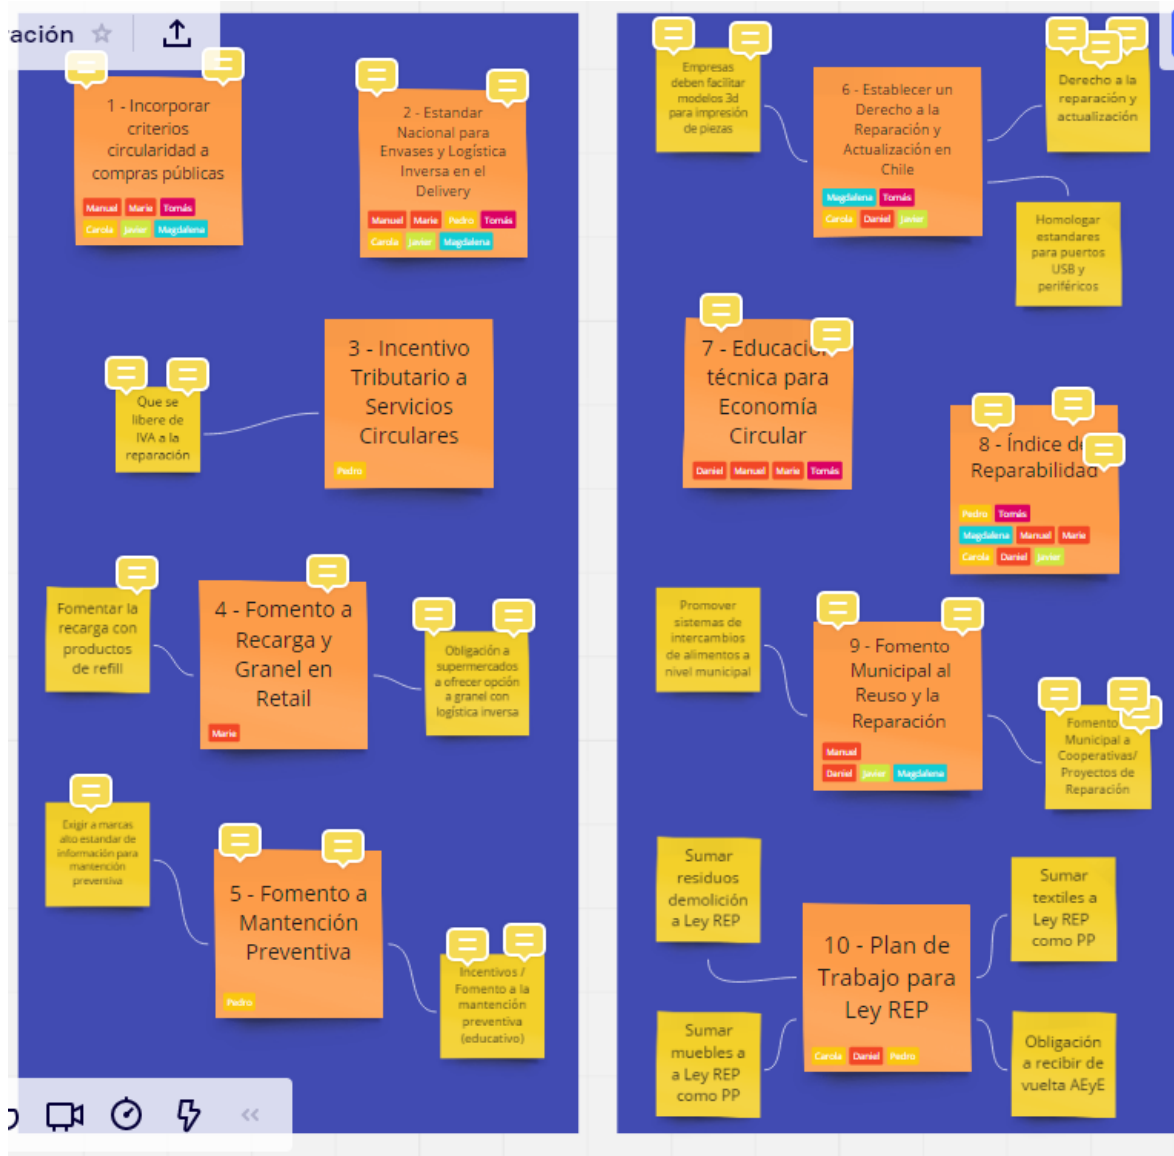 ación
1 - Incorporar
criterios
circularidad a
compras públicas
Manuel Marie Tomás
Carola Javier Magdalena
2 - Estandar
Nacional para
Envases y Logística
Inversa en el
Delivery
Manuel Marie Pedro Tomás
Carola Javier Magdalena
Que se
libere de
IVA a la
reparación
3 - Incentivo
Tributario a
Servicios
Circulares
Pedro
Fomentar la
recarga con
productos
de refill
4 - Fomento a
Recarga y
Granel en
Retail
Marie
Obligación a
supermercados
a ofrecer opción
a granel con
logística inversa
Exigir a marcas
alto estandar de
información para
mantención
preventiva
5 - Fomento a
Mantención
Preventiva
Pedro
Incentivos /
Fomento a la
mantención
preventiva
(educativo)
Empresas
deben facilitar
modelos 3d
para impresión
de piezas
6 - Establecer un
Derecho a la
Reparación y
Actualización en
Chile
Magdalena Tomás
Carola Daniel Javier
Derecho a la
reparación y
actualización
Homologar
estandares
para puertos
USB y
periféricos
7 - Educación
técnica para
Economía
Circular
Daniel Manuel Marie Tomás
8 - Índice de
Reparabilidad
Pedro Tomás
Magdalena Manuel Marie
Carola Daniel Javier
Promover
sistemas de
intercambios
de alimentos a
nivel municipal
9 - Fomento
Municipal al
Reuso y la
Reparación
Manuel
Daniel Javier Magdalena
Fomento
Municipal a
Cooperativas/
Proyectos de
Reparación
Sumar
residuos
demolición
a Ley REP
Sumar
textiles a
Ley REP
como PP
10 - Plan de
Trabajo para
Ley REP
Carola Daniel Pedro
Sumar
muebles a
a Ley REP
como PP
Obligación
a recibir de
vuelta AEyE